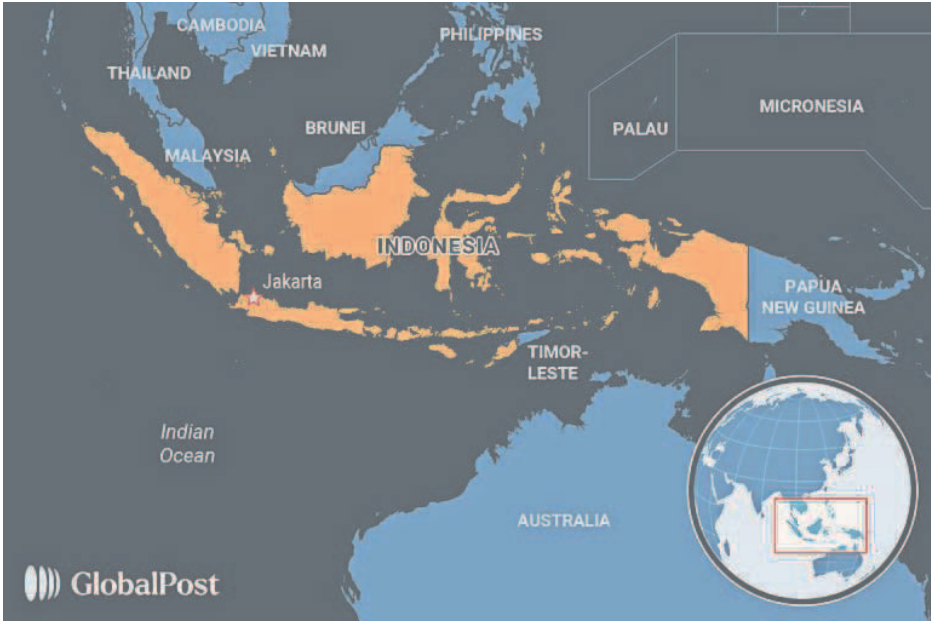 CAMBODIA
PHILIPPINES
VIETNAM
THAILAND
MICRONESIA
BRUNEI
PALAU
MALAYSIA
INDONESIA
Jakarta
PAPUA
NEW GUINEA
TIMOR-
LESTE
Indian
Ocean
AUSTRALIA
GlobalPost